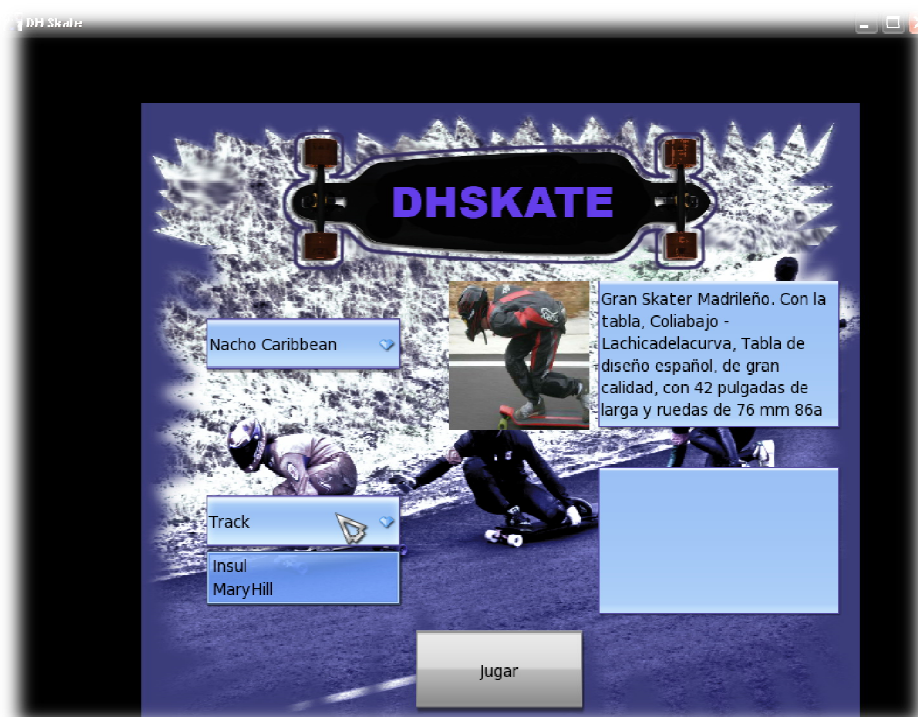 DH Skate
DHSKATE
Nacho Caribbean
Gran Skater Madrileño. Con la
tabla, Coliabajo -
Lachicadelacurva, Tabla de
diseño español, de gran
calidad, con 42 pulgadas de
larga y ruedas de 76 mm 86a
Track
Insul
MaryHill
Jugar